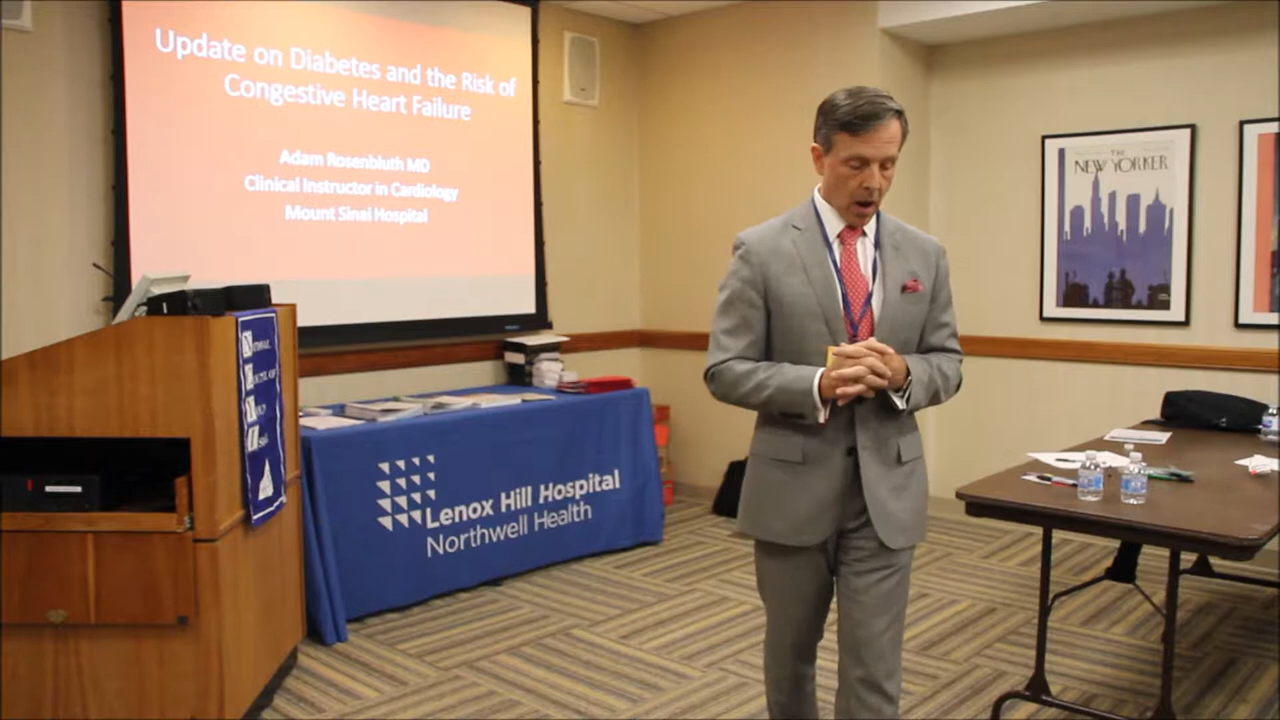 Update on Diabetes and the Risk of
Congestive Heart Failure
Adam Rosenbluth MD
Clinical Instructor in Cardiology
Mount Sinai Hospital
THE
NEW YORKER
Lenox Hill Hospital
Northwell Health